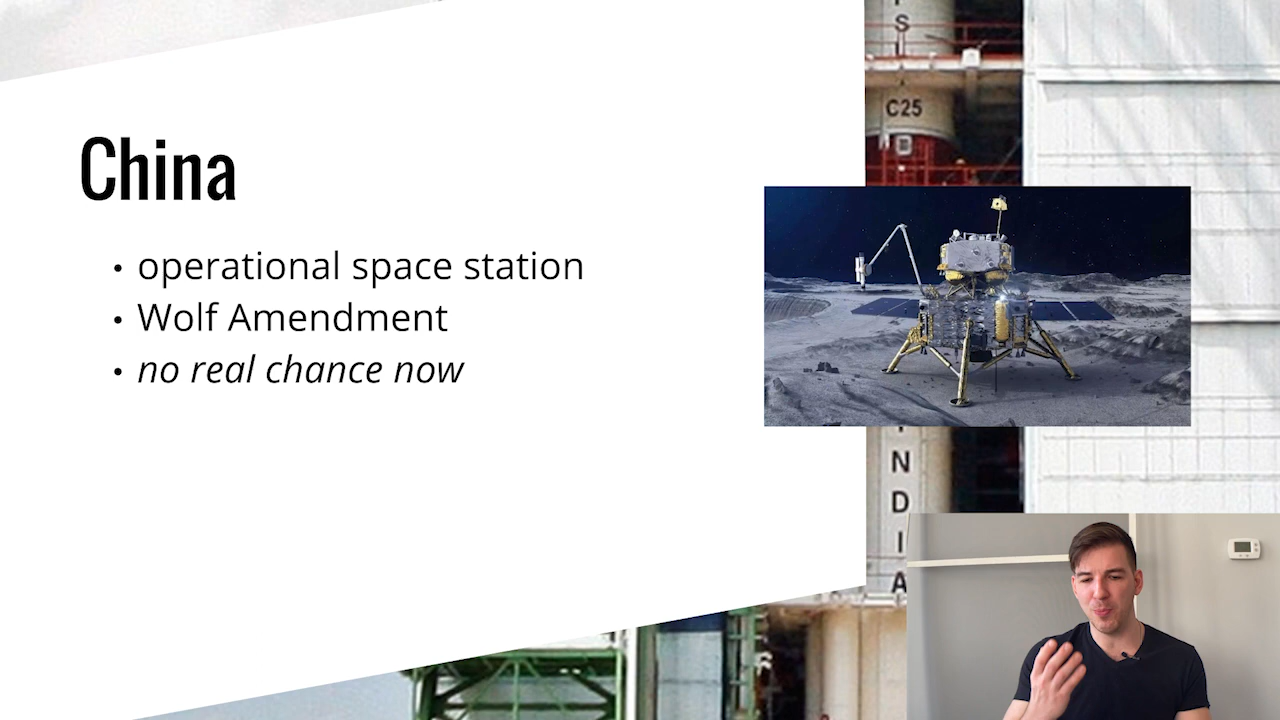 S
C25
China
operational space station
Wolf Amendment
no real chance now
N
D
I
A